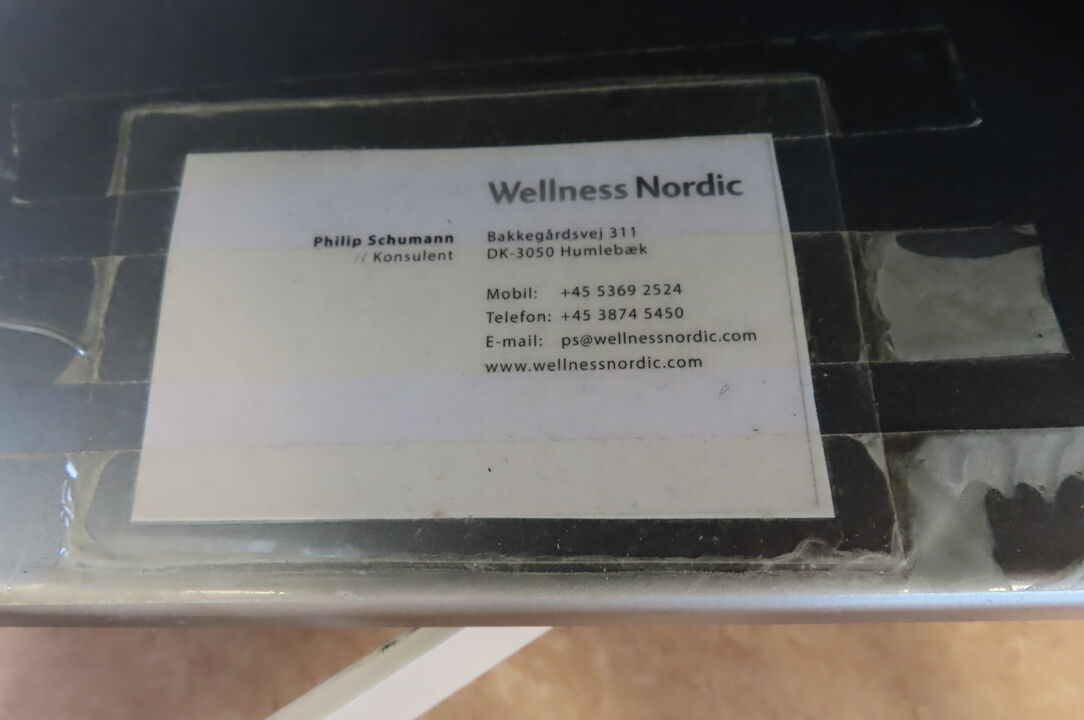 Wellness Nordic
Philip Schumann
// Konsulent
Bakkegårdsvej 311
DK-3050 Humlebæk
Mobil: +45 5369 2524
Telefon: +45 3874 5450
E-mail: ps@wellnessnordic.com
www.wellnessnordic.com